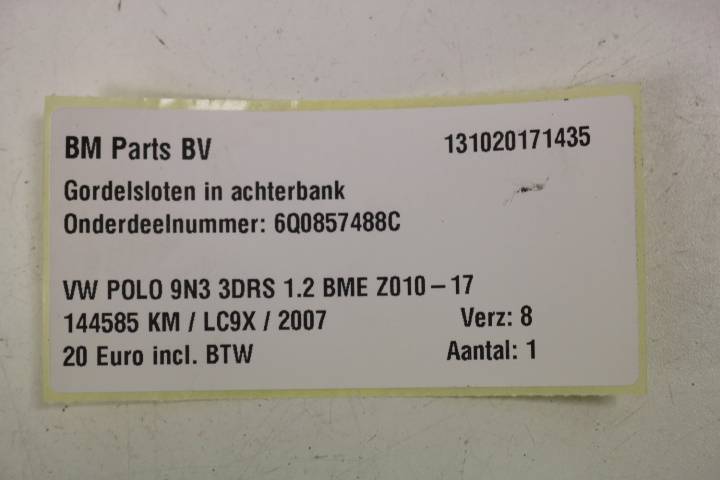 BM Parts BV 131020171435
Gordelsloten in achterbank
Onderdeelnummer: 6Q0857488C
VW POLO 9N3 3DRS 1.2 BME Z010-17
144585 KM / LC9X / 2007 Verz: 8
20 Euro incl. BTW Aantal: 1